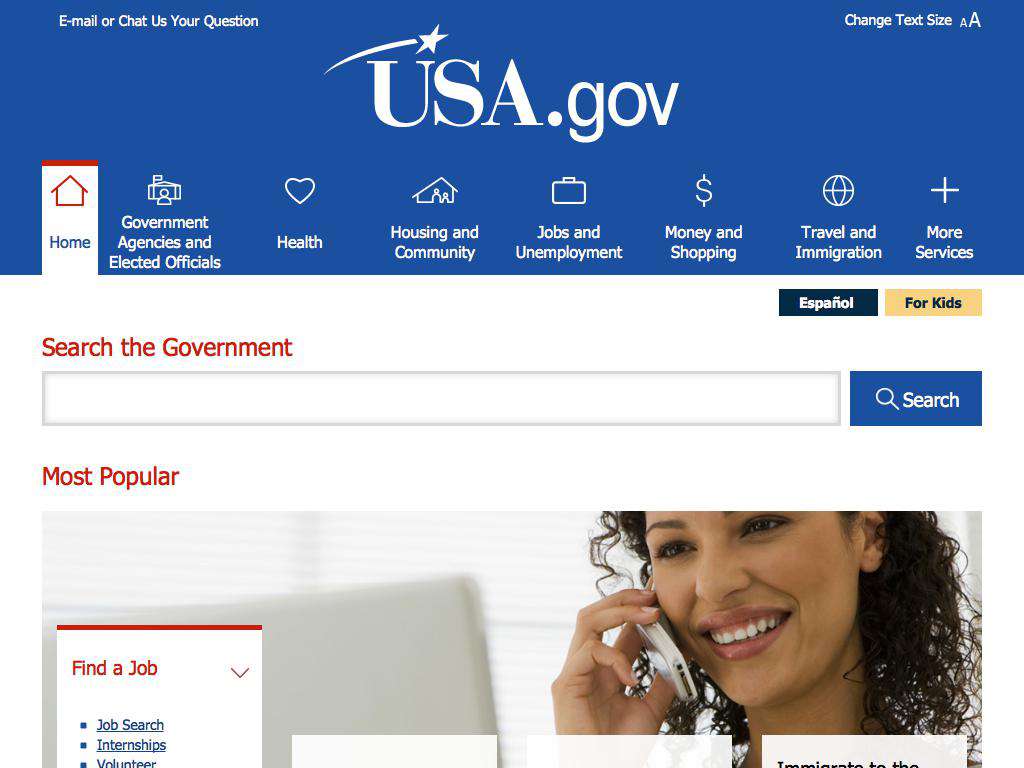 E-mail or Chat Us Your Question
Change Text Size AA
USA.gov
Home
Government
Agencies and
Elected Officials
Health
Housing and
Community
Jobs and
Unemployment
Money and
Shopping
Travel and
Immigration
More
Services
Español
For Kids
Search the Government
Search
Most Popular
Find a Job
Job Search
Internships
Volunteer
Immigrate to the